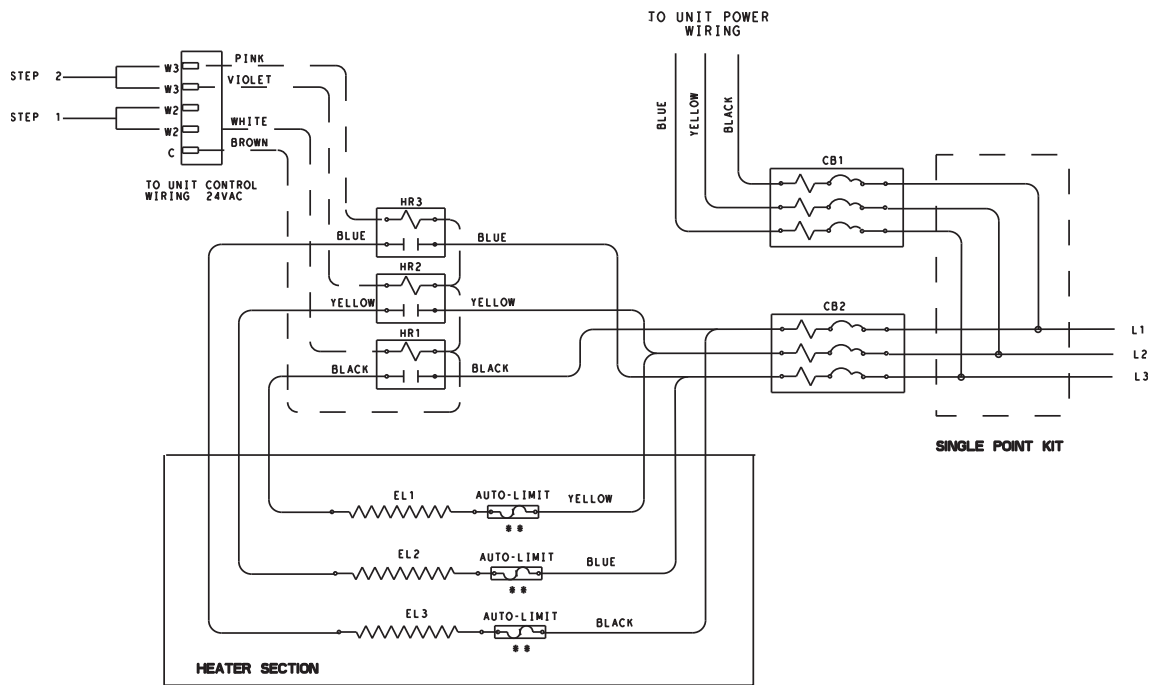 TO UNIT POWER
WIRING
STEP 2
STEP 1
W3
W3
W2
W2
C
PINK
VIOLET
WHITE
BROWN
TO UNIT CONTROL
WIRING 24VAC
BLUE
YELLOW
BLACK
CB1
HR3
BLUE
BLUE
HR2
YELLOW
YELLOW
HR1
BLACK
BLACK
CB2
L1
L2
L3
SINGLE POINT KIT
EL1
AUTO-LIMIT
YELLOW
**
EL2
AUTO-LIMIT
BLUE
**
EL3
AUTO-LIMIT
BLACK
**
HEATER SECTION